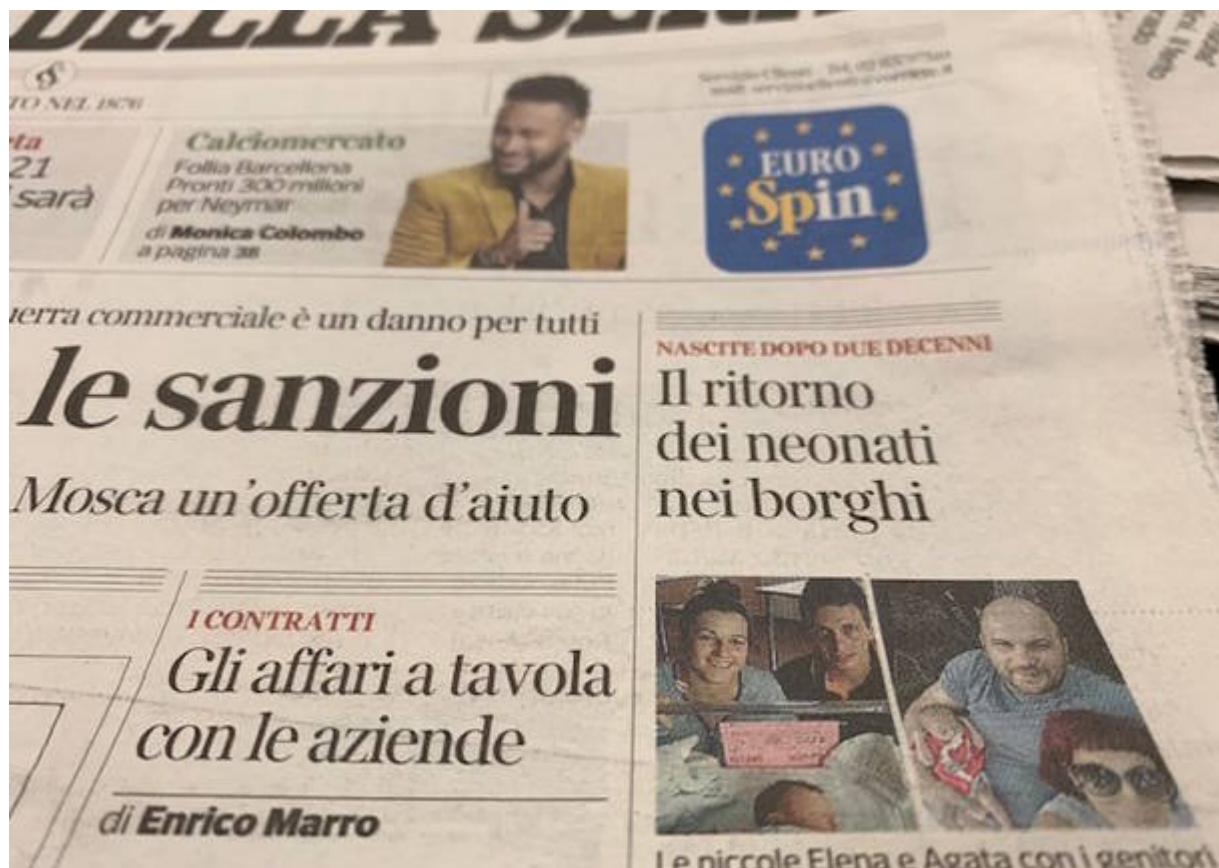 DELLA SERA
NEL 1876
21
sarà
Calciomercato
Follia Barcellona
Pronti 300 milioni
per Neymar
di Monica Colombo
a pagina 38
EURO
Spin
guerra commerciale è un danno per tutti
le sanzioni
Mosca un'offerta d'aiuto
NASCITE DOPO DUE DECENNI
Il ritorno
dei neonati
nei borghi
I CONTRATTI
Gli affari a tavola
con le aziende
di Enrico Marro
Le piccole Elena e Agata con i genitori